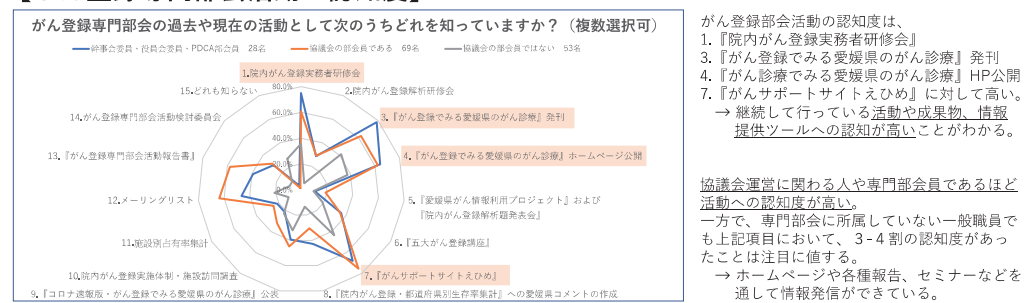 がん登録専門部会の過去や現在の活動として次のうちどれを知っていますか？（複数選択可）
幹事会委員・役員会委員・PDCA部会員 28名
協議会の部会員である 69名
協議会の部会員ではない 53名
1.院内がん登録実務者研修会
2.院内がん登録解析研修会
3.『がん登録でみる愛媛県のがん診療』発刊
4.『がん登録でみる愛媛県のがん診療』ホームページ公開
5.『愛媛県がん情報利用プロジェクト』および
『院内がん登録解析課題発表会』
6.『五大がん登録講座』
7.『がんサポートサイトえひめ』
8.『院内がん登録・都道府県別生存率集計』への愛媛県コメントの作成
9.『コロナ速報版・がん登録でみる愛媛県のがん診療』公表
10.院内がん登録実施体制・施設訪問調査
11.施設別占有率集計
12.メーリングリスト
13.『がん登録専門部会活動報告書』
14.がん登録専門部会活動検討委員会
15.どれも知らない
80.0%
60.0%
40.0%
20.0%
0.0%
がん登録部会活動の認知度は、
1.『院内がん登録実務者研修会』
3.『がん登録でみる愛媛県のがん診療』発刊
4.『がん診療でみる愛媛県のがん診療』HP公開
7.『がんサポートサイトえひめ』に対して高い。
→ 継続して行っている活動や成果物、情報
提供ツールへの認知が高いことがわかる。
協議会運営に関わる人や専門部会員であるほど
活動への認知度が高い。
一方で、専門部会に所属していない一般職員で
も上記項目において、３-４割の認知度があっ
たことは注目に値する。
→ ホームページや各種報告、セミナーなどを
通して情報発信ができている。